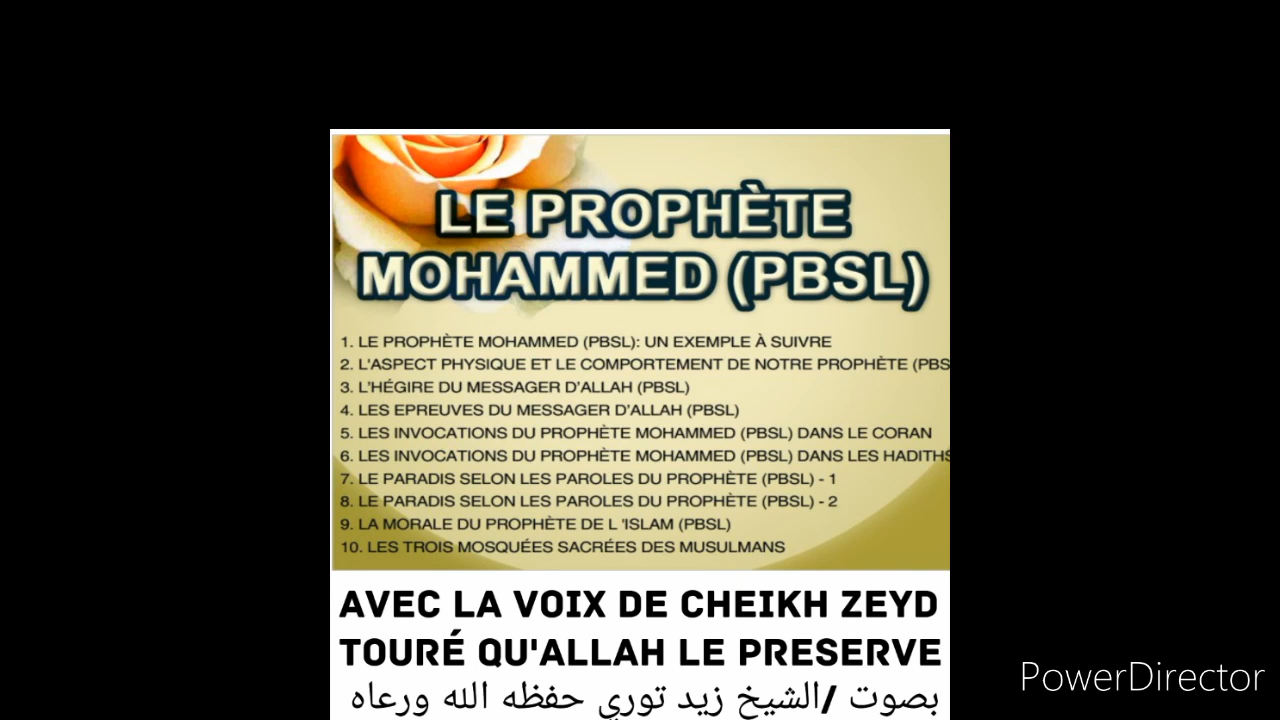 LE PROPHÈTE
MOHAMMED (PBSL)
1. LE PROPHÈTE MOHAMMED (PBSL): UN EXEMPLE À SUIVRE
2. L'ASPECT PHYSIQUE ET LE COMPORTEMENT DE NOTRE PROPHÈTE (PBS
3. L'HÉGIRE DU MESSAGER D'ALLAH (PBSL)
4. LES EPREUVES DU MESSAGER D'ALLAH (PBSL)
5. LES INVOCATIONS DU PROPHÈTE MOHAMMED (PBSL) DANS LE CORAN
6. LES INVOCATIONS DU PROPHÈTE MOHAMMED (PBSL) DANS LES HADITHS
7. LE PARADIS SELON LES PAROLES DU PROPHÈTE (PBSL) - 1
8. LE PARADIS SELON LES PAROLES DU PROPHÈTE (PBSL) - 2
9. LA MORALE DU PROPHÈTE DE L 'ISLAM (PBSL)
10. LES TROIS MOSQUÉES SACRÉES DES MUSULMANS
AVEC LA VOIX DE CHEIKH ZEYD
TOURÉ QU'ALLAH LE PRESERVE
بصوت /الشيخ زيد توري حفظه الله ورعاه
PowerDirector